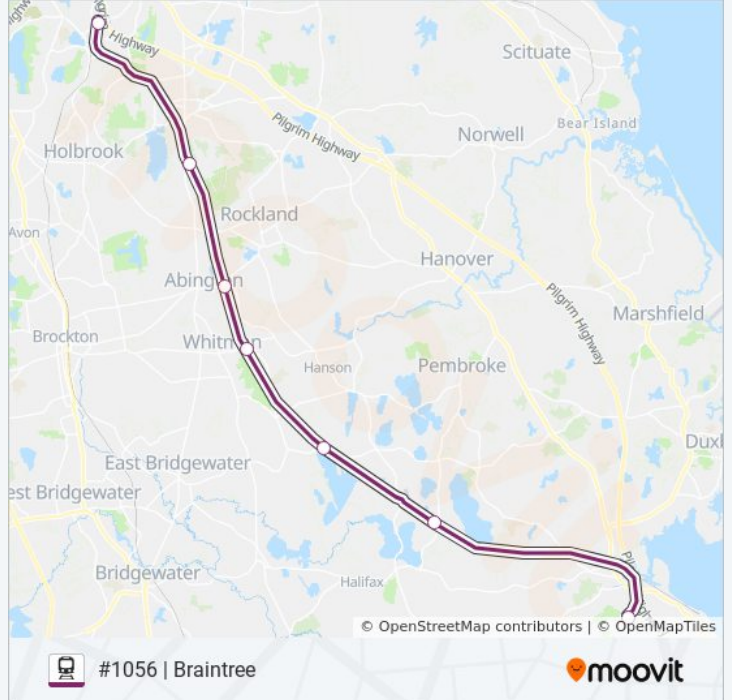 Highway
Scituate
Pilgrim Highway
Norwell
Bear Island
Holbrook
Rockland
Avon
Hanover
Abington
Pilgrim Highway
Marshfield
Brockton
Whitman
Hanson
Pembroke
Dux
East Bridgewater
est Bridgewater
Bridgewater
Halifax
© OpenStreetMap contributors | © OpenMapTiles
#1056 | Braintree
moovit